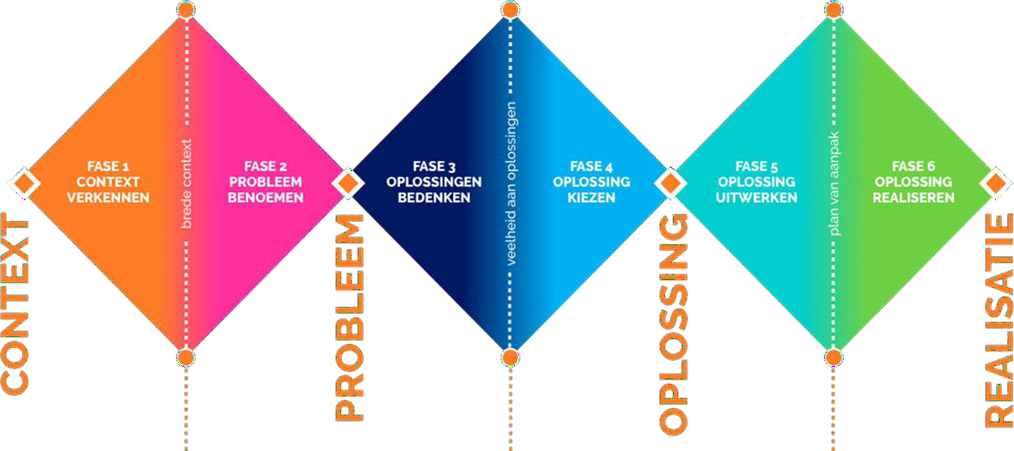 FASE 1
CONTEXT
VERKENNEN
brede context
FASE 2
PROBLEEM
BENOEMEN
FASE 3
OPLOSSINGEN
BEDENKEN
veelheid aan oplossingen
FASE 4
OPLOSSING
KIEZEN
FASE 5
OPLOSSING
UITWERKEN
plan van aanpak
FASE 6
OPLOSSING
REALISEREN
CONTEXT
PROBLEEM
OPLOSSING
REALISATIE